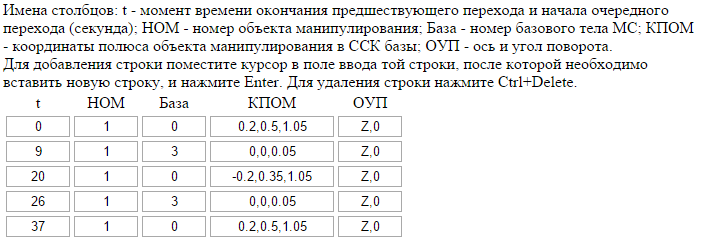 Имена столбцов: t - момент времени окончания предшествующего перехода и начала очередного
перехода (секунда); НОМ - номер объекта манипулирования; База - номер базового тела МС; КПОМ
- координаты полюса объекта манипулирования в ССК базы; ОУП - ось и угол поворота.
Для добавления строки поместите курсор в поле ввода той строки, после которой необходимо
вставить новую строку, и нажмите Enter. Для удаления строки нажмите Ctrl+Delete.
t НОМ База КПОМ ОУП
0 1 0 0.2,0.5,1.05 Z,0
9 1 3 0,0,0.05 Z,0
20 1 0 -0.2,0.35,1.05 Z,0
26 1 3 0,0,0.05 Z,0
37 1 0 0.2,0.5,1.05 Z,0